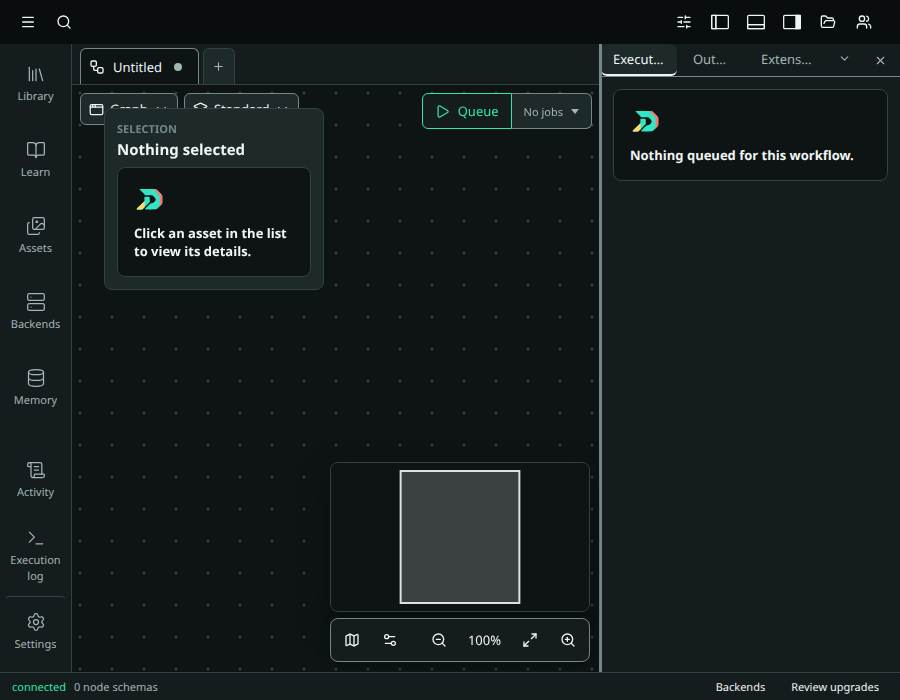 Untitled
Execut...
Out...
Extens...
Library
Learn
Assets
Backends
Memory
Activity
Execution
log
Settings
Graph
Standard
Queue
No jobs
SELECTION
Nothing selected
Click an asset in the list
to view its details.
Nothing queued for this workflow.
100%
connected
0 node schemas
Backends
Review upgrades